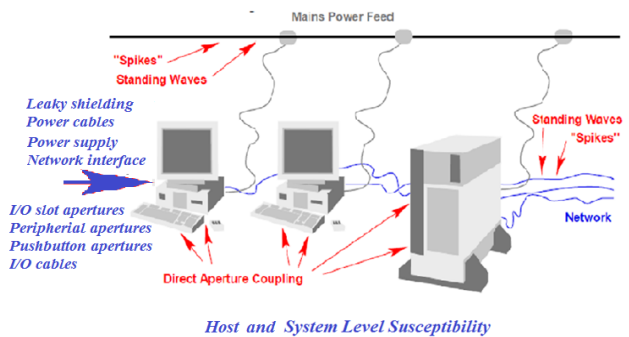 Mains Power Feed
"Spikes"
Standing Waves
Leaky shielding
Power cables
Power supply
Network interface
Standing Waves
"Spikes"
I/O slot apertures
Peripherial apertures
Pushbutton apertures
I/O cables
Network
Direct Aperture Coupling
Host and System Level Susceptibility